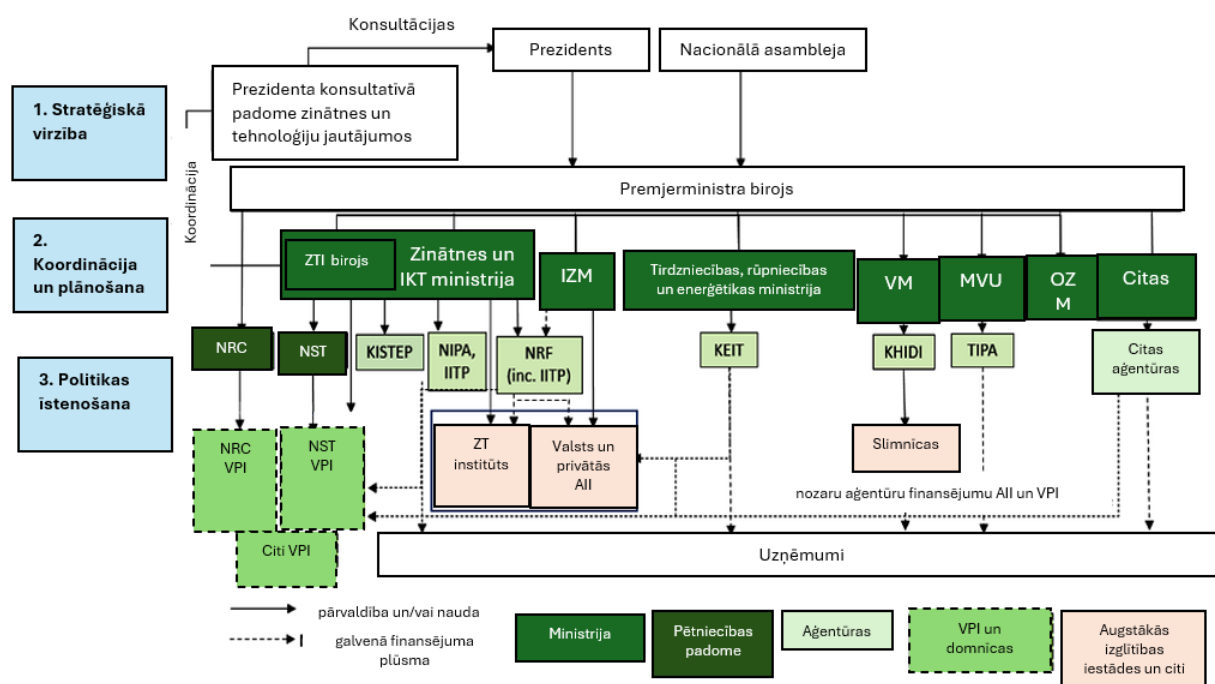 Konsultācijas
Prezidents
Nacionālā asambleja
Prezidenta konsultatīvā
padome zinātnes un
tehnoloģiju jautājumos
1. Stratēģiskā
virzība
Koordinācija
Premjerministra birojs
2.
Koordinācija
un plānošana
ZTI birojs
Zinātnes un
IKT ministrija
IZM
Tirdzniecības, rūpniecības
un enerģētikas ministrija
VM
MVU
OZ
M
Citas
NRC
NST
KISTEP
NIPA,
IITP
NRF
(inc. IITP)
KEIT
KHIDI
TIPA
Citas
aģentūras
3. Politikas
īstenošana
NRC
VPI
NST
VPI
ZT
institūts
Valsts un
privātās
AII
Slimnīcas
nozaru aģentūru finansējumu AII un VPI
Citi VPI
Uzņēmumi
pārvaldība un/vai nauda
galvenā finansējuma
plūsma
Ministrija
Pētniecības
padome
Aģentūras
VPI un
domnīcas
Augstākās
izglītības
iestādes un citi